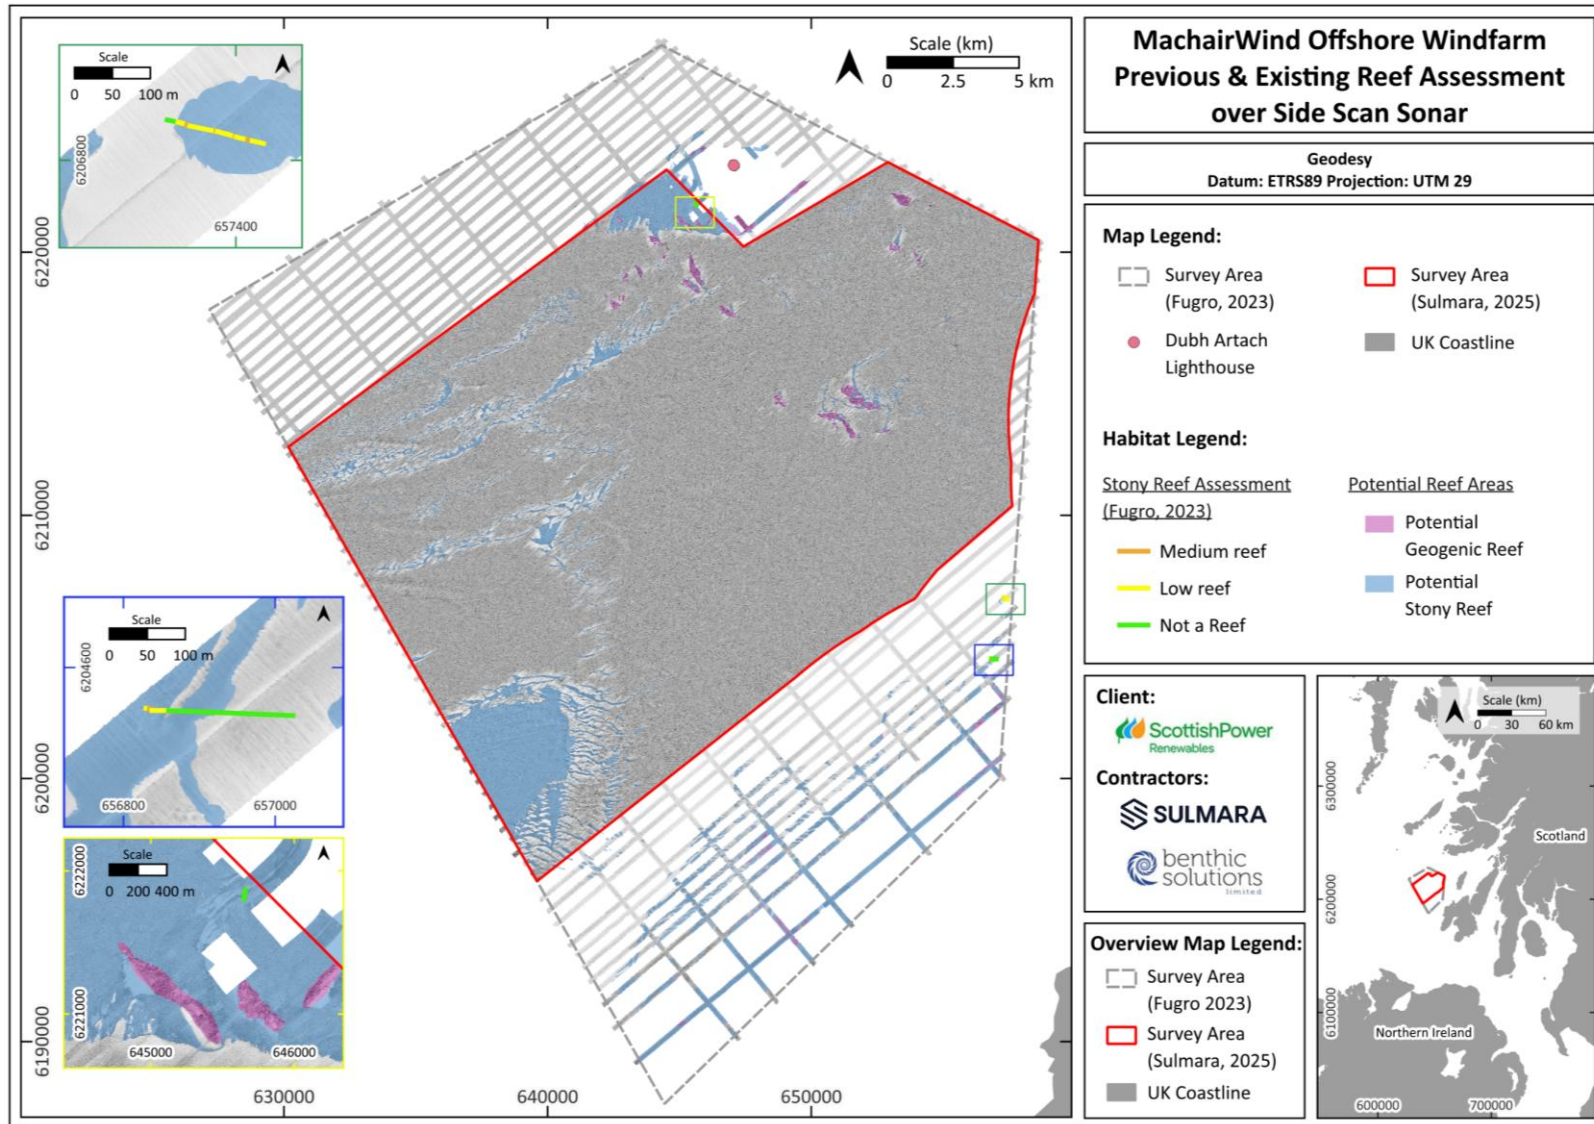 MachairWind Offshore Windfarm
Previous & Existing Reef Assessment
over Side Scan Sonar
Geodesy
Datum: ETRS89 Projection: UTM 29
Map Legend:
Survey Area
(Fugro, 2023)
Survey Area
(Sulmara, 2025)
Dubh Artach
Lighthouse
UK Coastline
Habitat Legend:
Stony Reef Assessment
(Fugro, 2023)
Medium reef
Low reef
Not a Reef
Potential Reef Areas
Potential
Geogenic Reef
Potential
Stony Reef
Client:
ScottishPower
Renewables
Contractors:
SULMARA
benthic
solutions
limited
Overview Map Legend:
Survey Area
(Fugro 2023)
Survey Area
(Sulmara, 2025)
UK Coastline
Scale (km)
0 30 60 km
Scotland
Northern Ireland
6300000
6200000
6100000
600000 700000
Scale (km)
0 2.5 5 km
6220000
6210000
6200000
6190000
630000 640000 650000
Scale
0 50 100 m
6206800
657400
Scale
0 50 100 m
6204600
656800 657000
Scale
0 200 400 m
6222000
6221000
645000 646000